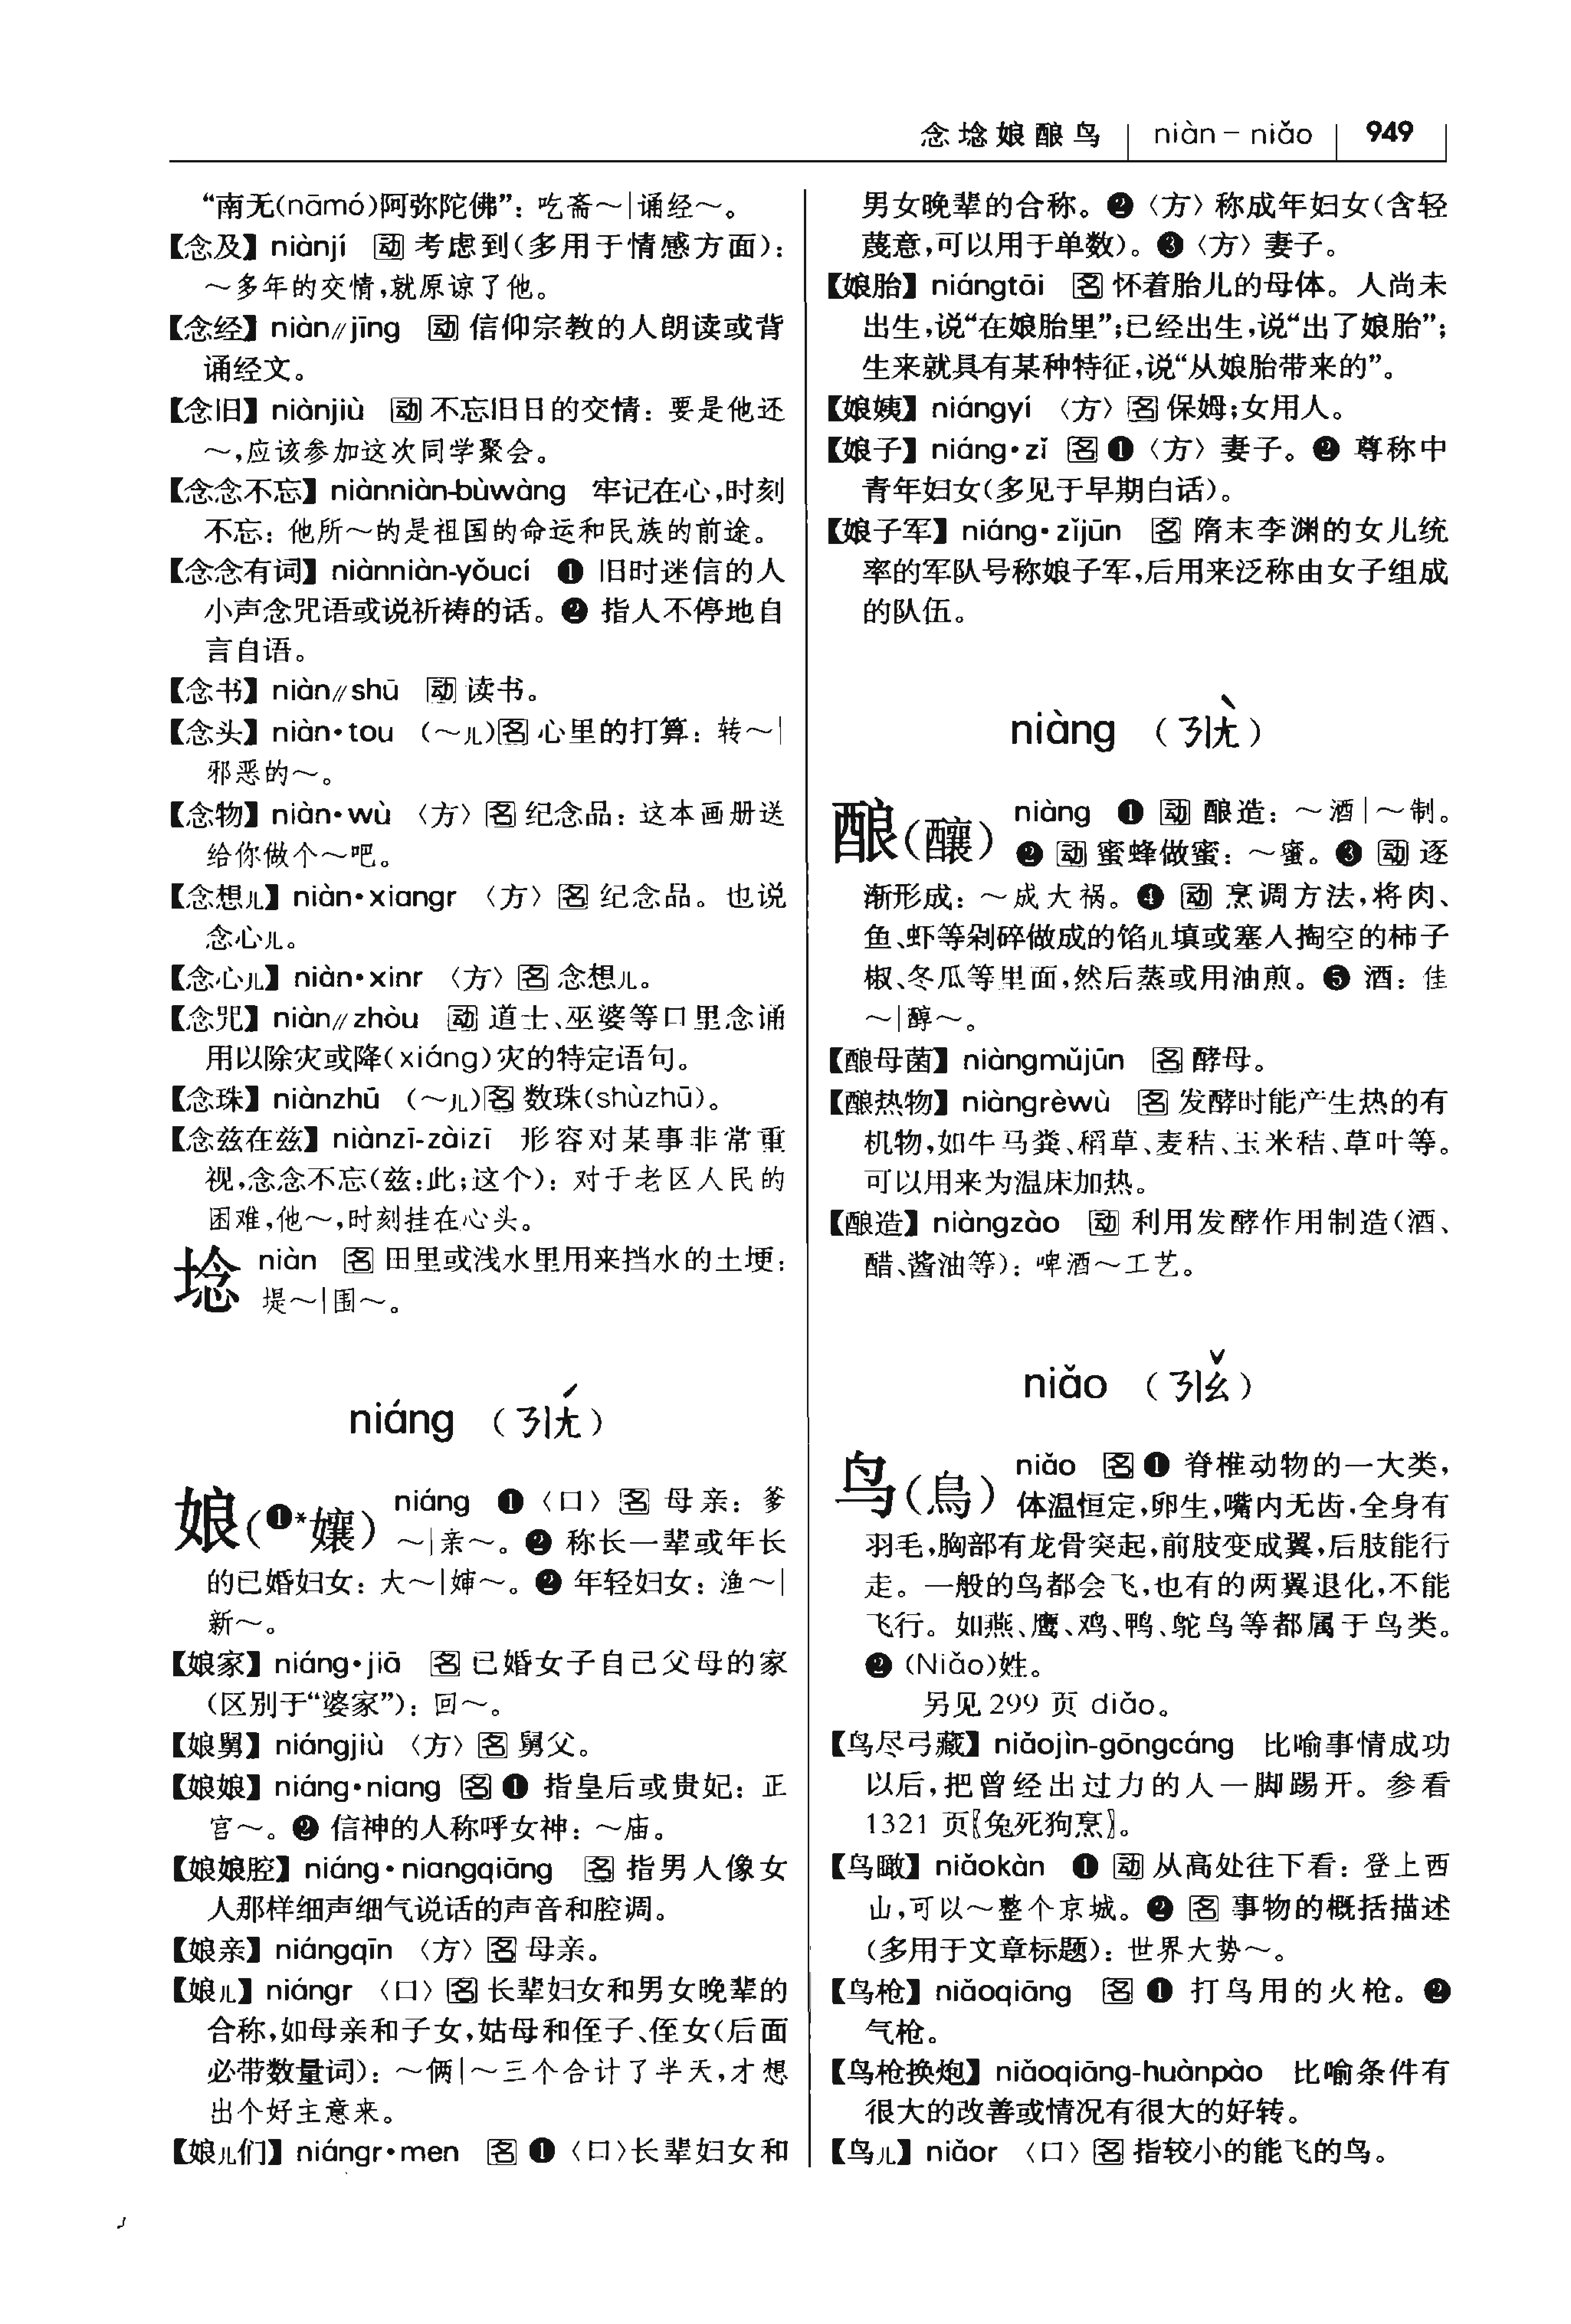 念埝娘酿鸟 niàn－niǎo 949
“南无(nāmó)阿弥陀佛”：吃斋～|诵经～。
【念及】niànjí 动 考虑到(多用于情感方面)：
～多年的交情,就原谅了他。
【念经】niàn∥jīng 动 信仰宗教的人朗读或背
诵经文。
【念旧】niànjiù 动 不忘旧日的交情：要是他还
～,应该参加这次同学聚会。
【念念不忘】niànniàn-bùwàng 牢记在心,时刻
不忘：他所～的是祖国的命运和民族的前途。
【念念有词】niànniàn-yǒucí ❶ 旧时迷信的人
小声念咒语或说祈祷的话。❷ 指人不停地自
言自语。
【念书】niàn∥shū 动 读书。
【念头】niàn•tou (～儿)名 心里的打算：转～|
邪恶的～。
【念物】niàn•wù 〈方〉名 纪念品：这本画册送
给你做个～吧。
【念想儿】niàn•xiangr 〈方〉名 纪念品。也说
念心儿。
【念心儿】niàn•xinr 〈方〉名 念想儿。
【念咒】niàn∥zhòu 动 道士、巫婆等口里念诵
用以除灾或降(xiáng)灾的特定语句。
【念珠】niànzhū (～儿)名 数珠(shùzhū)。
【念兹在兹】niànzī-zàizī 形容对某事非常重
视,念念不忘(兹:此;这个)：对于老区人民的
困难,他～,时刻挂在心头。
埝 niàn 名 田里或浅水里用来挡水的土埂：
堤～|围～。
niáng （ㄋㄧㄤˊ）
娘(❶*孃) niáng ❶〈口〉名 母亲：爹
～|亲～。❷ 称长一辈或年长
的已婚妇女：大～|婶～。❷ 年轻妇女：渔～|
新～。
【娘家】niáng•jiā 名 已婚女子自己父母的家
(区别于“婆家”)：回～。
【娘舅】niángjiù 〈方〉名 舅父。
【娘娘】niáng•niang 名 ❶ 指皇后或贵妃：正
宫～。❷ 信神的人称呼女神：～庙。
【娘娘腔】niáng•niangqiāng 名 指男人像女
人那样细声细气说话的声音和腔调。
【娘亲】niángqīn 〈方〉名 母亲。
【娘儿】niángr 〈口〉名 长辈妇女和男女晚辈的
合称,如母亲和子女,姑母和侄子、侄女(后面
必带数量词)：～俩|～三个合计了半天,才想
出个好主意来。
【娘儿们】niángr•men 名 ❶〈口〉长辈妇女和
男女晚辈的合称。❷〈方〉称成年妇女(含轻
蔑意,可以用于单数)。❸〈方〉妻子。
【娘胎】niángtāi 名 怀着胎儿的母体。人尚未
出生,说“在娘胎里”;已经出生,说“出了娘胎”;
生来就具有某种特征,说“从娘胎带来的”。
【娘姨】niángyí 〈方〉名 保姆;女用人。
【娘子】niáng•zǐ 名 ❶〈方〉妻子。❷ 尊称中
青年妇女(多见于早期白话)。
【娘子军】niáng•zǐjūn 名 隋末李渊的女儿统
率的军队号称娘子军,后用来泛称由女子组成
的队伍。
niàng （ㄋㄧㄤˋ）
酿(釀) niàng ❶ 动 酿造：～酒|～制。
❷ 动 蜜蜂做蜜：～蜜。❸ 动 逐
渐形成：～成大祸。❹ 动 烹调方法,将肉、
鱼、虾等剁碎做成的馅儿填或塞人掏空的柿子
椒、冬瓜等里面,然后蒸或用油煎。❺ 酒：佳
～|醇～。
【酿母菌】niàngmǔjūn 名 酵母。
【酿热物】niàngrèwù 名 发酵时能产生热的有
机物,如牛马粪、稻草、麦秸、玉米秸、草叶等。
可以用来为温床加热。
【酿造】niàngzào 动 利用发酵作用制造(酒、
醋、酱油等)：啤酒～工艺。
niǎo （ㄋㄧㄠˇ）
鸟(鳥) niǎo 名 ❶ 脊椎动物的一大类,
体温恒定,卵生,嘴内无齿,全身有
羽毛,胸部有龙骨突起,前肢变成翼,后肢能行
走。一般的鸟都会飞,也有的两翼退化,不能
飞行。如燕、鹰、鸡、鸭、鸵鸟等都属于鸟类。
❷ (Niǎo)姓。
另见299页 diǎo。
【鸟尽弓藏】niǎojìn-gōngcáng 比喻事情成功
以后,把曾经出过力的人一脚踢开。参看
1321页〖兔死狗烹〗。
【鸟瞰】niǎokàn ❶ 动 从高处往下看：登上西
山,可以～整个京城。❷ 名 事物的概括描述
(多用于文章标题)：世界大势～。
【鸟枪】niǎoqiāng 名 ❶ 打鸟用的火枪。❷
气枪。
【鸟枪换炮】niǎoqiāng-huànpào 比喻条件有
很大的改善或情况有很大的好转。
【鸟儿】niǎor 〈口〉名 指较小的能飞的鸟。